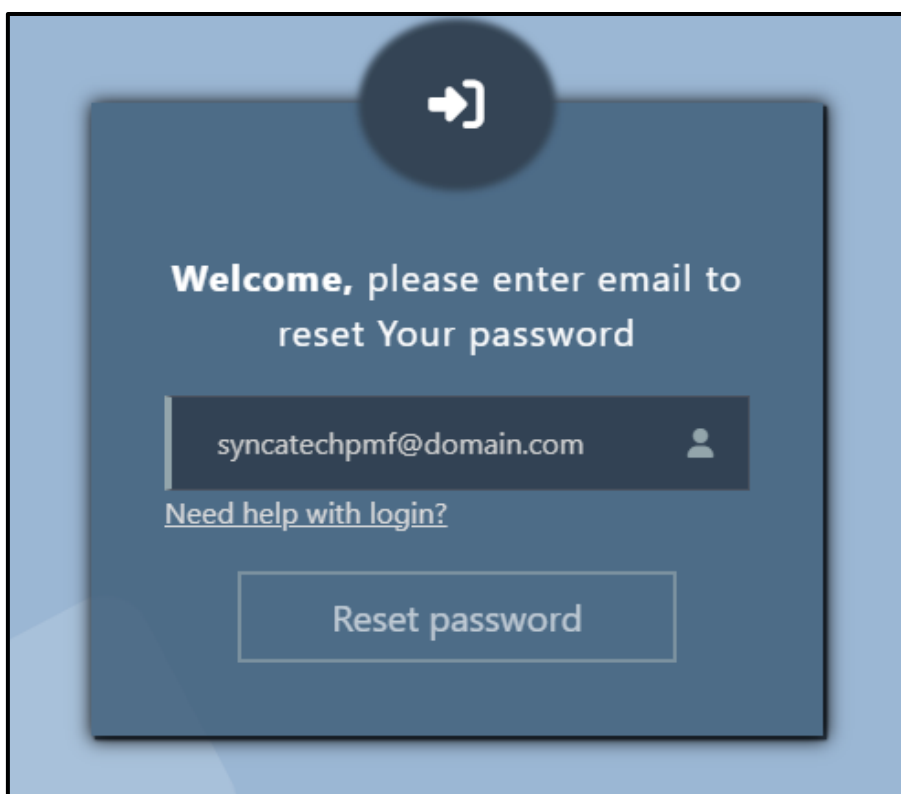 Welcome, please enter email to
reset Your password
syncatechpmf@domain.com
Need help with login?
Reset password